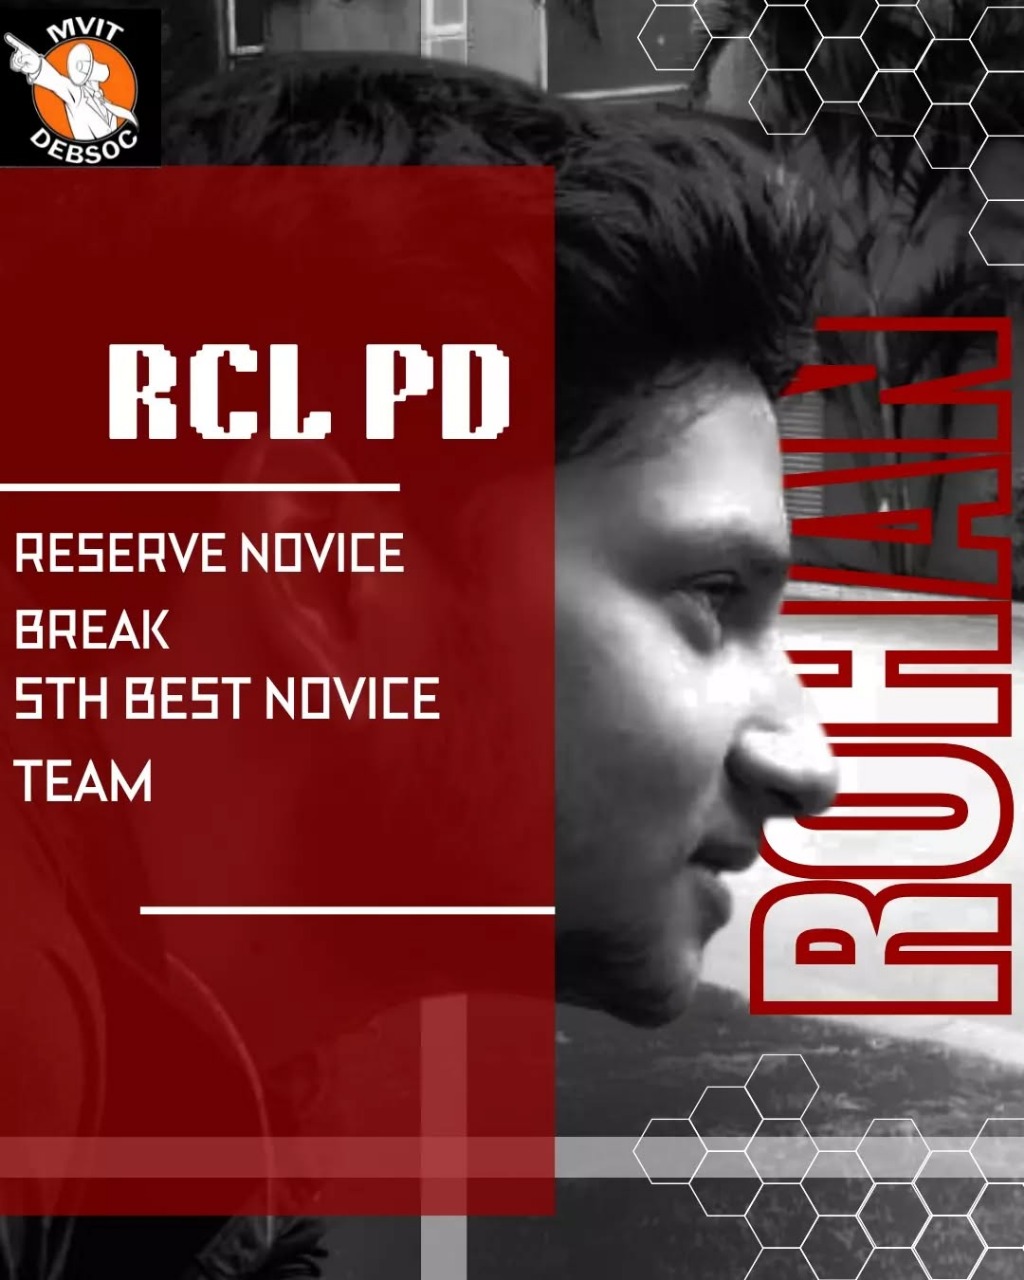 MVIT
DEBSOC
RCL PD
RESERVE NOVICE
BREAK
5TH BEST NOVICE
TEAM
ROHAN